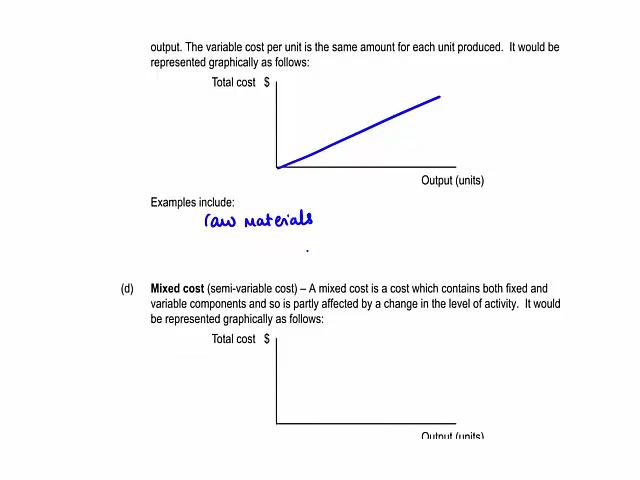 output. The variable cost per unit is the same amount for each unit produced.  It would be
represented graphically as follows:
Total cost $
Output (units)
Examples include:
raw materials
(d) Mixed cost (semi-variable cost) – A mixed cost is a cost which contains both fixed and
variable components and so is partly affected by a change in the level of activity.  It would
be represented graphically as follows:
Total cost $
Output (units)